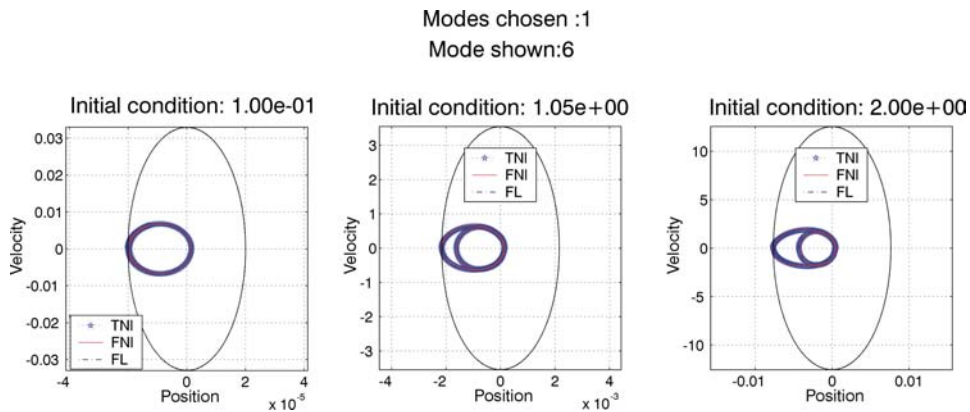 Modes chosen :1
Mode shown:6
Initial condition: 1.00e-01
Velocity
0.03
0.02
0.01
0
-0.01
-0.02
-0.03
TNI
FNI
FL
-4
-2
0
2
4
Position
x 10⁻⁵
Initial condition: 1.05e+00
Velocity
3
2
1
0
-1
-2
-3
TNI
FNI
FL
-4
-2
0
2
4
Position
x 10⁻³
Initial condition: 2.00e+00
Velocity
10
5
0
-5
-10
TNI
FNI
FL
-0.01
0
0.01
Position